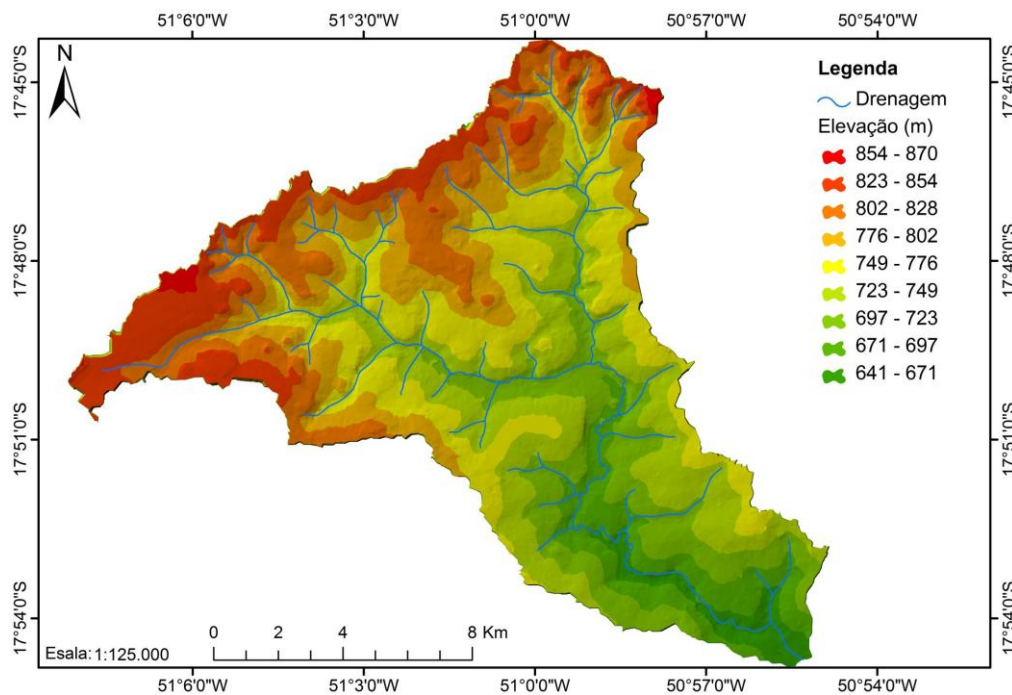 51°6'0"W 51°3'0"W 51°0'0"W 50°57'0"W 50°54'0"W
N
17°45'0"S
17°48'0"S
17°51'0"S
17°54'0"S
Legenda
Drenagem
Elevação (m)
854 - 870
823 - 854
802 - 828
776 - 802
749 - 776
723 - 749
697 - 723
671 - 697
641 - 671
17°45'0"S
17°48'0"S
17°51'0"S
17°54'0"S
0 2 4 8 Km
Esala: 1:125.000
51°6'0"W 51°3'0"W 51°0'0"W 50°57'0"W 50°54'0"W